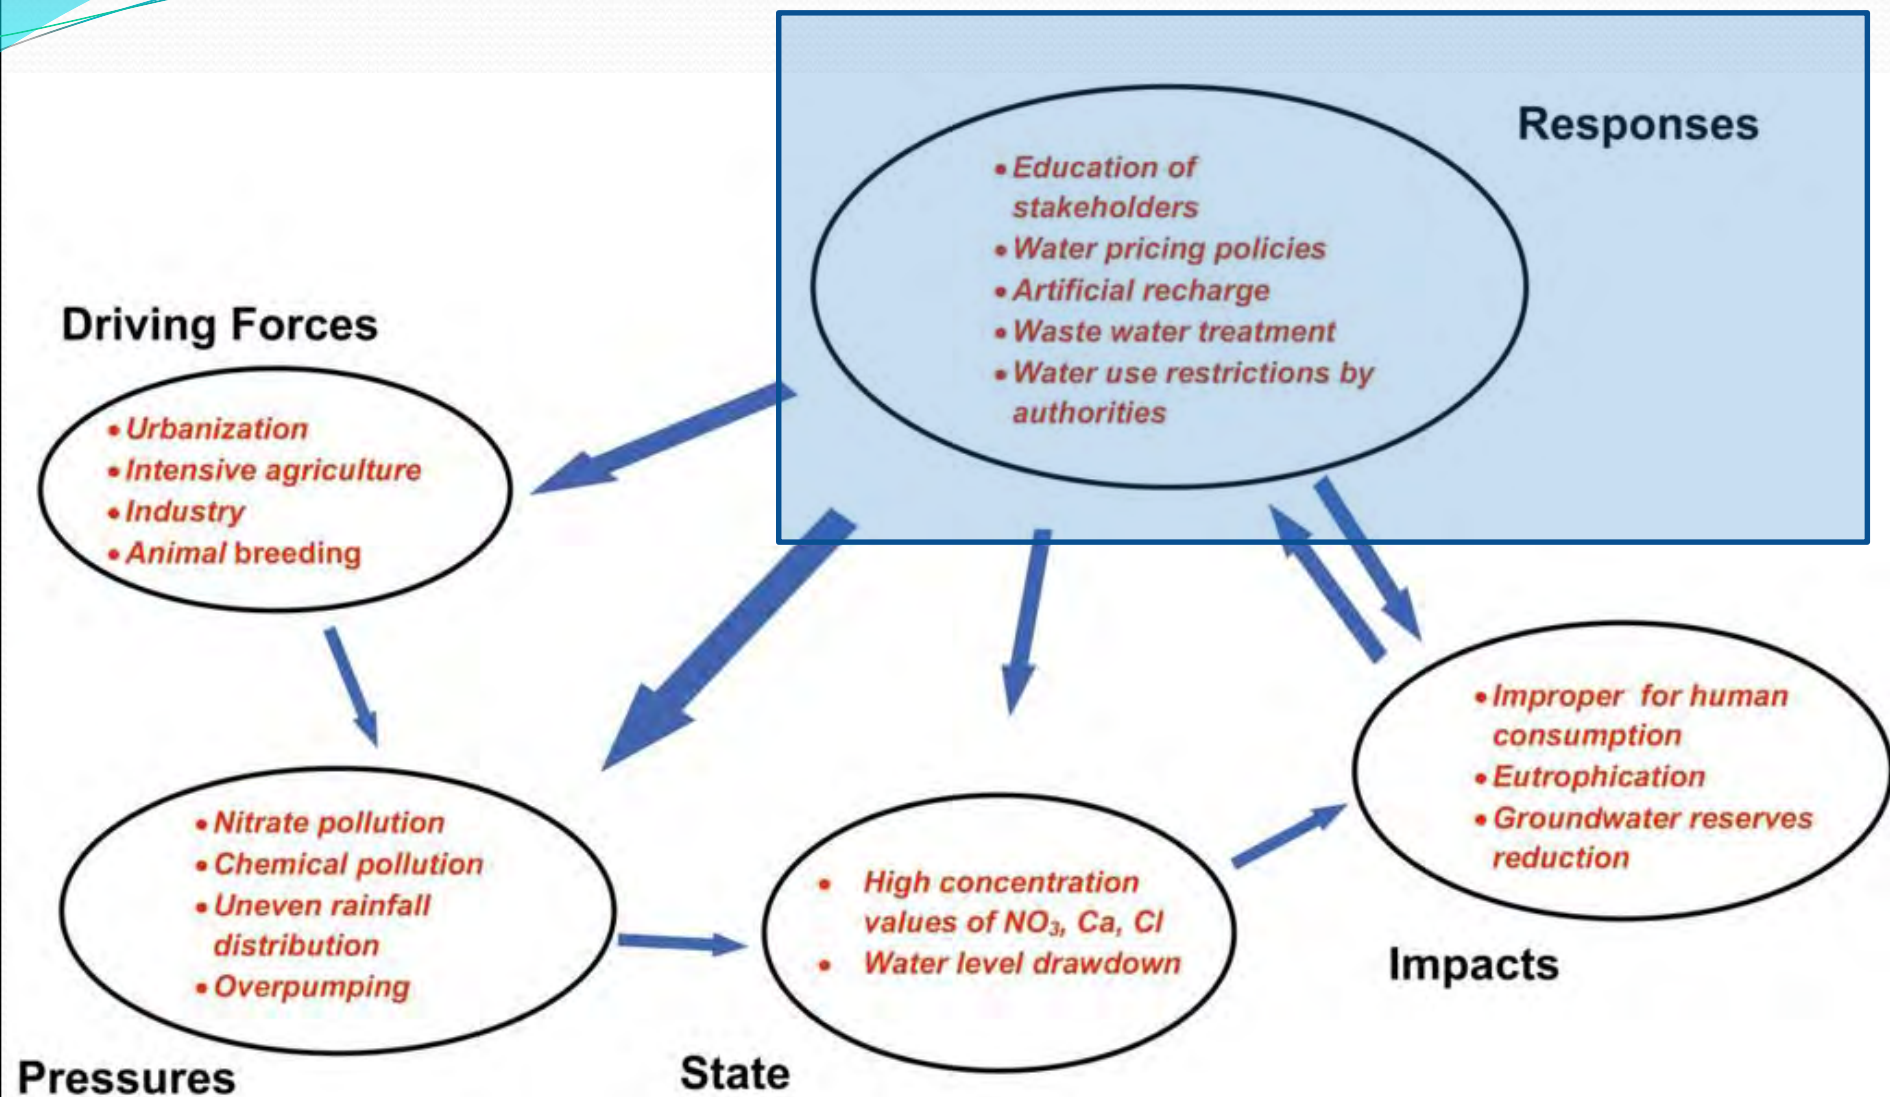 Responses
• Education of
stakeholders
• Water pricing policies
• Artificial recharge
• Waste water treatment
• Water use restrictions by
authorities
Driving Forces
• Urbanization
• Intensive agriculture
• Industry
• Animal breeding
• Nitrate pollution
• Chemical pollution
• Uneven rainfall
distribution
• Overpumping
Pressures
• High concentration
values of NO₃, Ca, Cl
• Water level drawdown
State
• Improper for human
consumption
• Eutrophication
• Groundwater reserves
reduction
Impacts